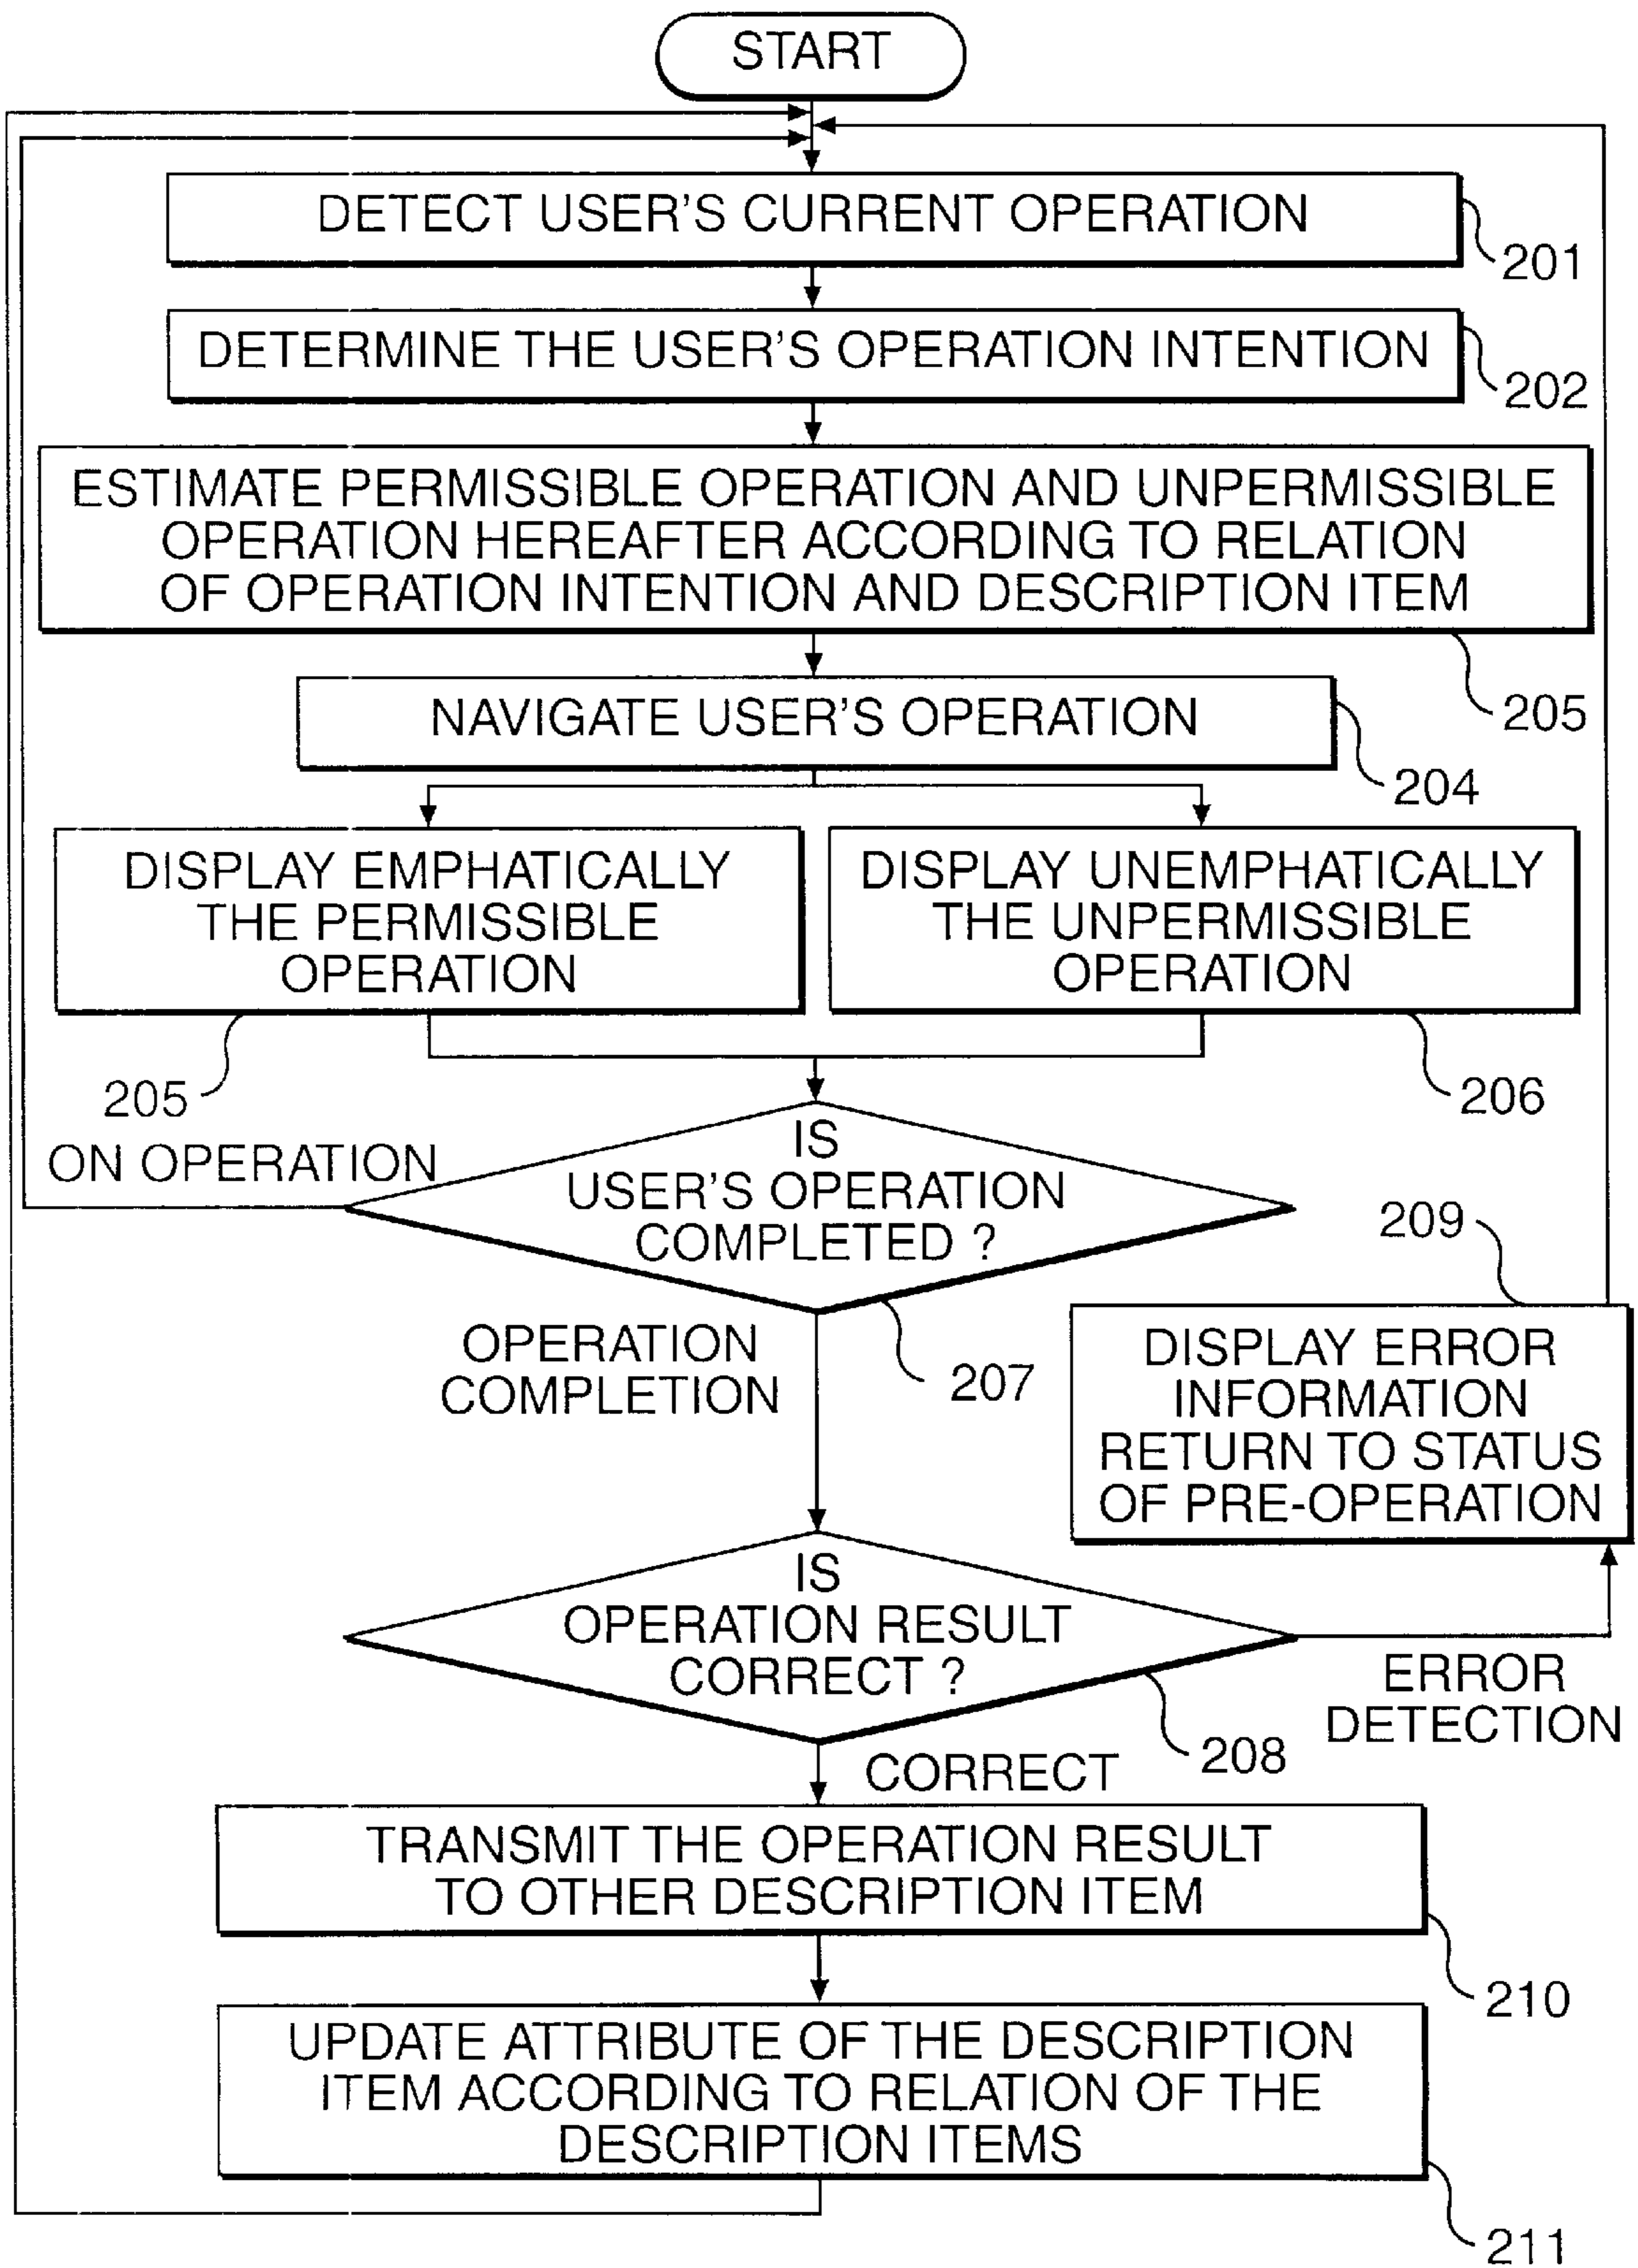 START
DETECT USER'S CURRENT OPERATION
201
DETERMINE THE USER'S OPERATION INTENTION
202
ESTIMATE PERMISSIBLE OPERATION AND UNPERMISSIBLE
OPERATION HEREAFTER ACCORDING TO RELATION
OF OPERATION INTENTION AND DESCRIPTION ITEM
205
NAVIGATE USER'S OPERATION
204
DISPLAY EMPHATICALLY
THE PERMISSIBLE
OPERATION
205
DISPLAY UNEMPHATICALLY
THE UNPERMISSIBLE
OPERATION
206
ON OPERATION
IS
USER'S OPERATION
COMPLETED ?
207
OPERATION
COMPLETION
209
DISPLAY ERROR
INFORMATION
RETURN TO STATUS
OF PRE-OPERATION
IS
OPERATION RESULT
CORRECT ?
208
ERROR
DETECTION
CORRECT
TRANSMIT THE OPERATION RESULT
TO OTHER DESCRIPTION ITEM
210
UPDATE ATTRIBUTE OF THE DESCRIPTION
ITEM ACCORDING TO RELATION OF THE
DESCRIPTION ITEMS
211